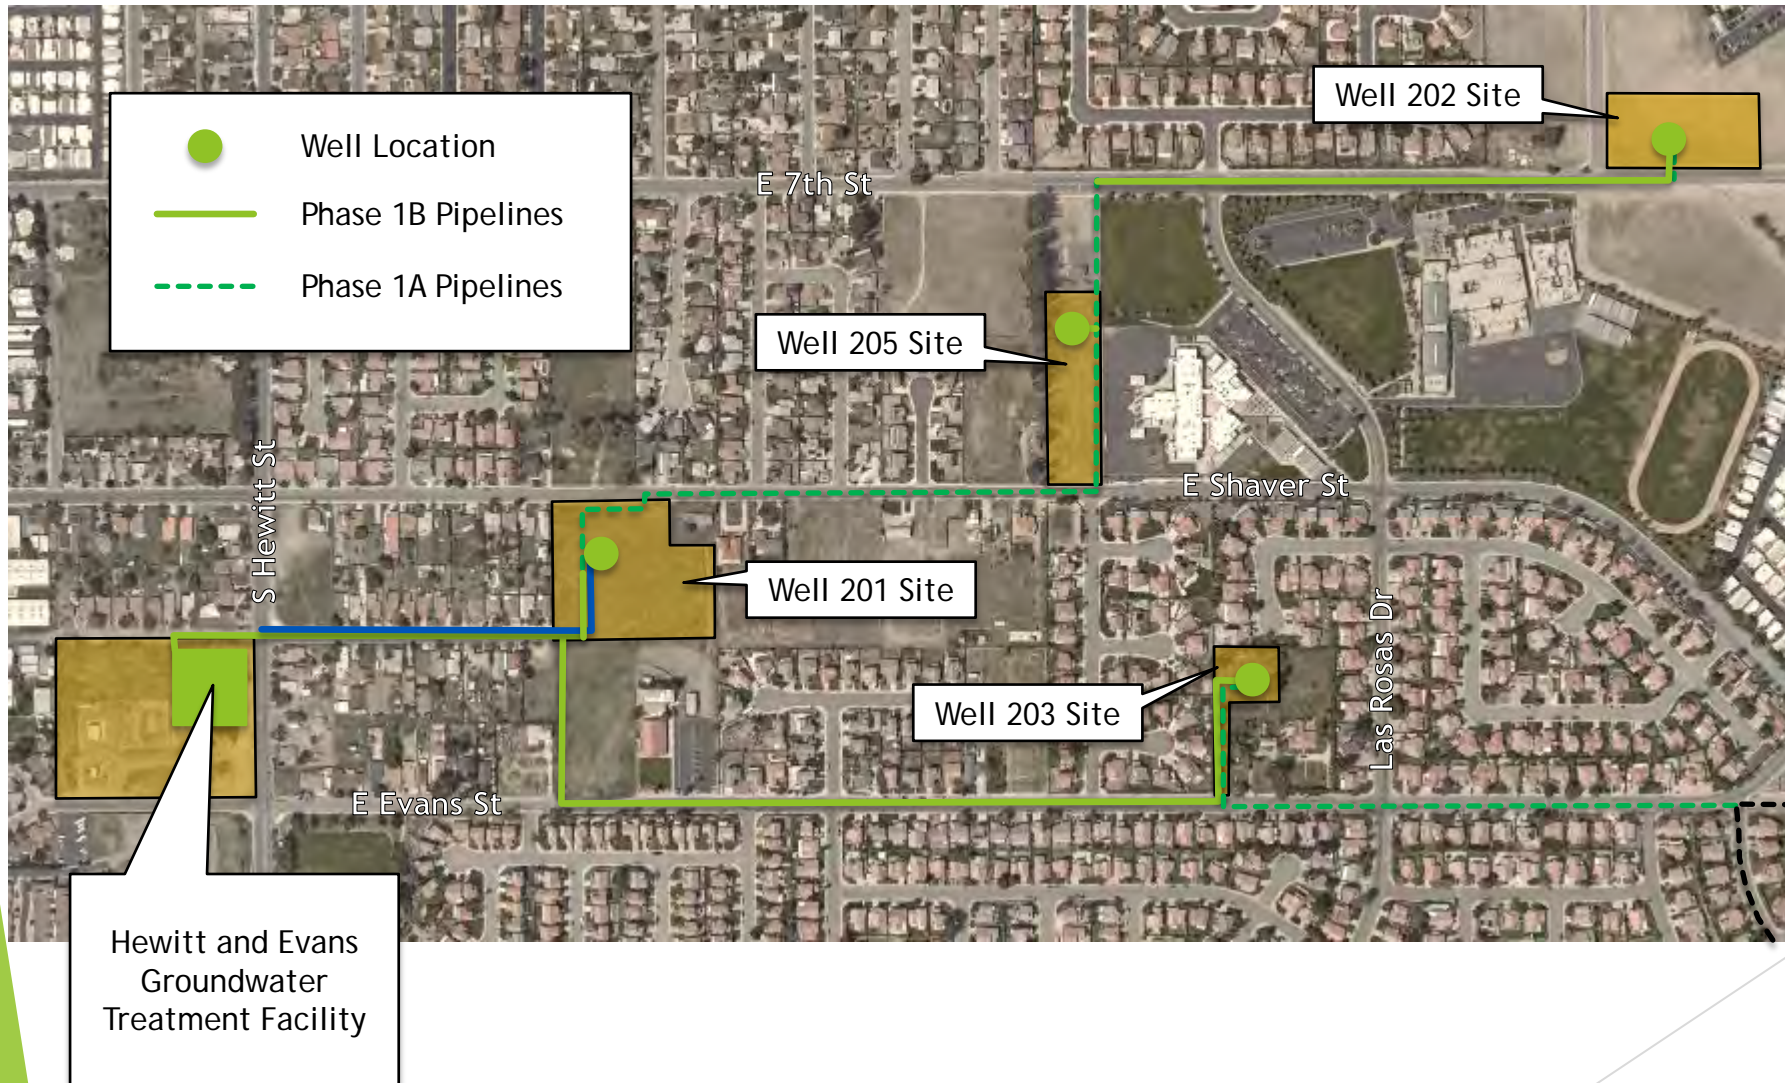 Well Location
Phase 1B Pipelines
Phase 1A Pipelines
Well 202 Site
E 7th St
Well 205 Site
S Hewitt St
E Shaver St
Well 201 Site
Las Rosas Dr
Well 203 Site
E Evans St
Hewitt and Evans
Groundwater
Treatment Facility